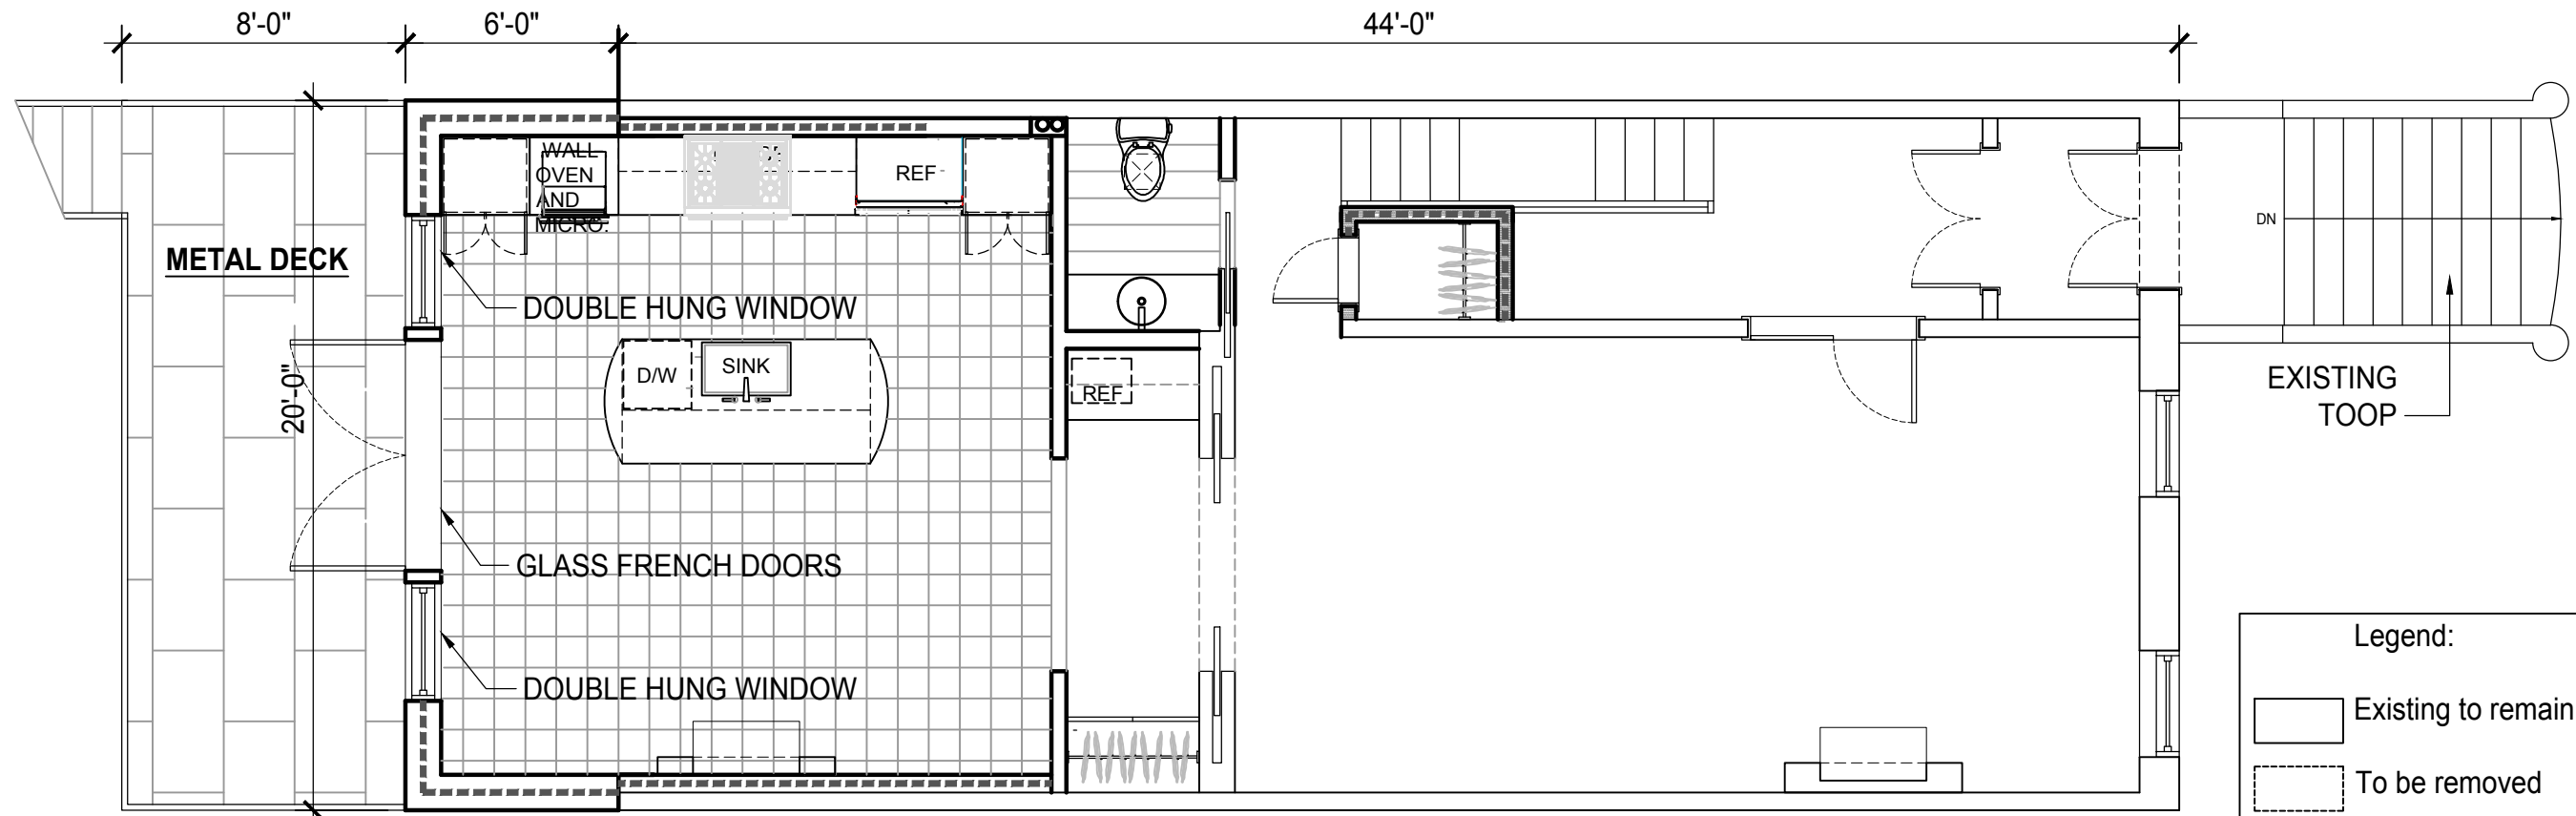 8'-0"
6'-0"
44'-0"
WALL
OVEN
AND
MICRO.
REF
METAL DECK
DN
DOUBLE HUNG WINDOW
D/W
SINK
REF
20'-0"
EXISTING
TOOP
GLASS FRENCH DOORS
DOUBLE HUNG WINDOW
Legend:
Existing to remain
To be removed